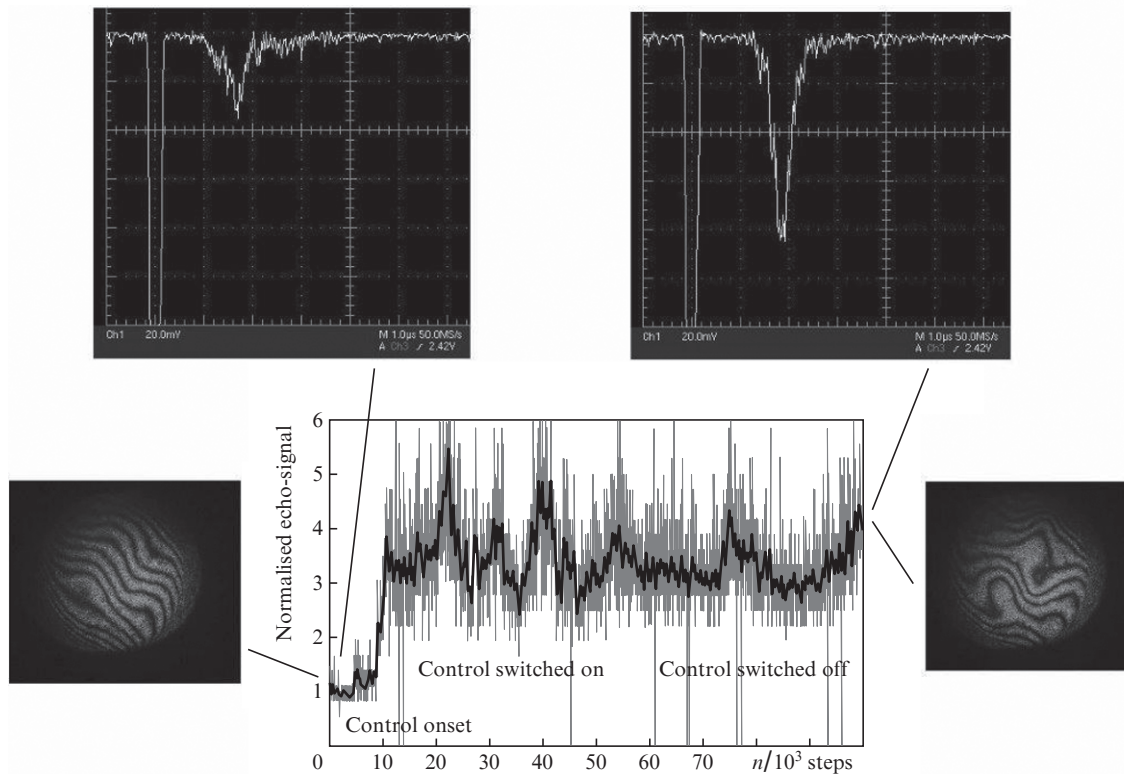 Ch1 20.0mV M 1.0µs 50.0MS/s
A Ch3 ⁄ 2.42V
Ch1 20.0mV M 1.0µs 50.0MS/s
A Ch3 ⁄ 2.42V
Normalised echo-signal
6
5
4
3
2
1
Control switched on
Control switched off
Control onset
0 10 20 30 40 50 60 70 n/10³ steps